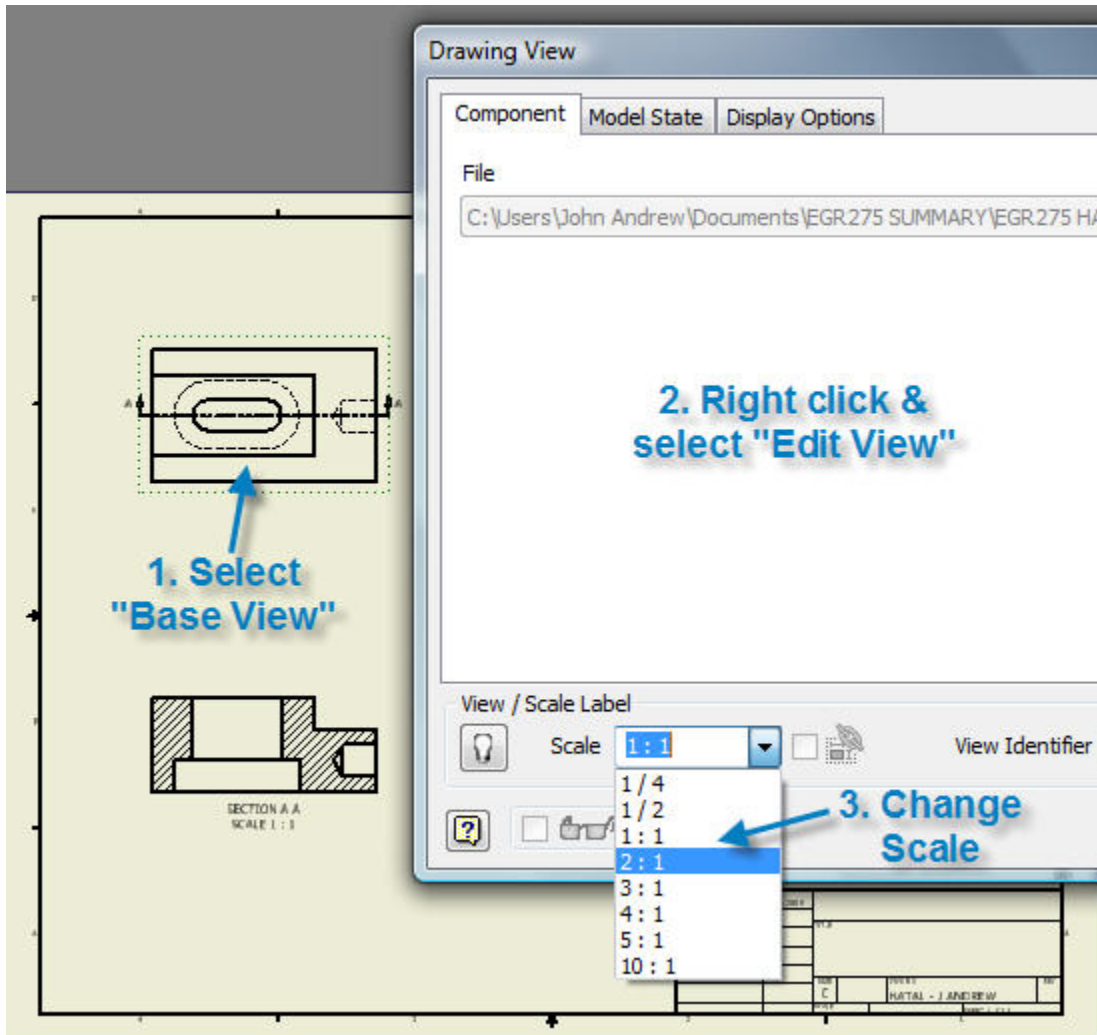 Drawing View
Component Model State Display Options
File
C:\Users\John Andrew\Documents\EGR275 SUMMARY\EGR275 HA
2. Right click &
select "Edit View"
A A
1. Select
"Base View"
SECTION A A
SCALE 1 : 1
View / Scale Label
Scale 1 : 1 View Identifier
1 / 4
1 / 2
1 : 1
2 : 1
3 : 1
4 : 1
5 : 1
10 : 1
3. Change
Scale
C
HATAL - J ANDREW